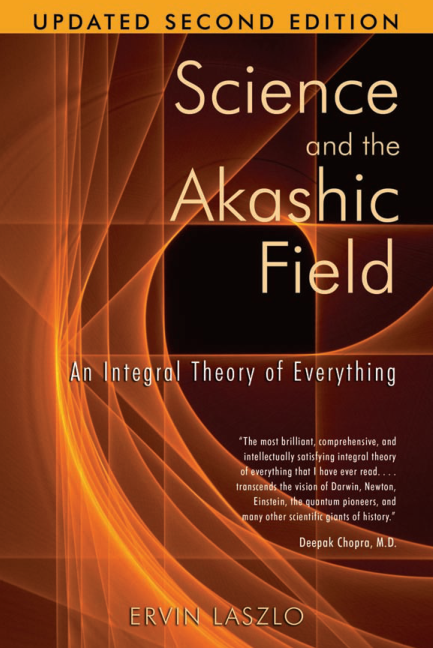 UPDATED SECOND EDITION
Science
and the
Akashic
Field
An Integral Theory of Everything
"The most brilliant, comprehensive, and
intellectually satisfying integral theory
of everything that I have ever read. . . .
transcends the vision of Darwin, Newton,
Einstein, the quantum pioneers, and
many other scientific giants of history."
Deepak Chopra, M.D.
ERVIN LASZLO